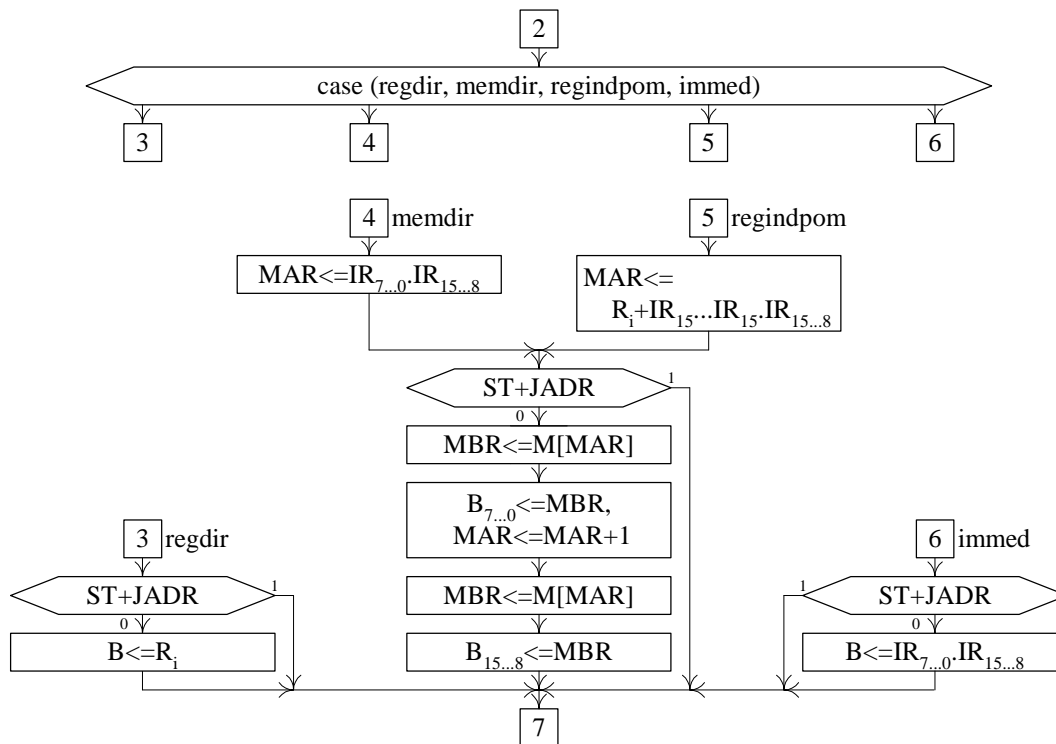 2
case (regdir, memdir, regindpom, immed)
3 4 5 6
4 memdir
MAR<=IR7...0.IR15...8
5 regindpom
MAR<=
Ri+IR15...IR15.IR15...8
ST+JADR 1
0
MBR<=M[MAR]
B7...0<=MBR,
MAR<=MAR+1
MBR<=M[MAR]
B15...8<=MBR
3 regdir
ST+JADR 1
0
B<=Ri
6 immed
1 ST+JADR
0
B<=IR7...0.IR15...8
7